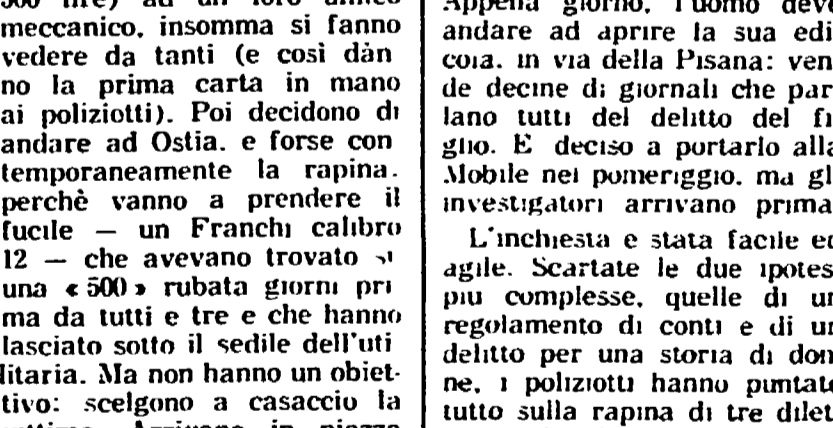 500 lire) ad un loro amico
meccanico, insomma si fanno
vedere da tanti (e così dàn
no la prima carta in mano
ai poliziotti). Poi decidono di
andare ad Ostia. e forse con
temporaneamente la rapina.
perchè vanno a prendere il
fucile — un Franchi calibro
12 — che avevano trovato su
una « 500 » rubata giorni pri
ma da tutti e tre e che hanno
lasciato sotto il sedile dell'uti
litaria. Ma non hanno un obiet-
tivo: scelgono a casaccio la
Arrivano in piazza
Appena giorno, l'uomo deve
andare ad aprire la sua edi
cola. in via della Pisana: ven
de decine di giornali che par
lano tutti del delitto del fi
glio. E deciso a portarlo alla
Mobile nel pomeriggio. ma gl
investigatori arrivano prima
L'inchiesta e stata facile ed
agile. Scartate le due ipotes
piu complesse, quelle di un
regolamento di conti e di un
delitto per una storia di don
ne, i poliziotti hanno puntato
tutto sulla rapina di tre dilet